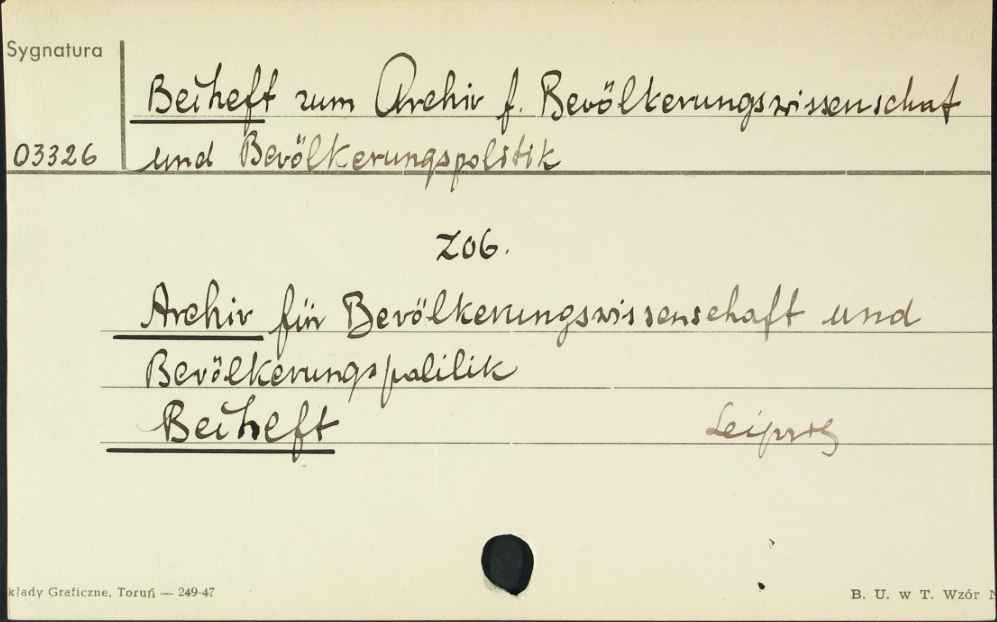 Sygnatura
Beiheft zum Archiv f. Bevölkerungswissenschaf
03326
und Bevölkerungspolitik
Zob.
Archiv für Bevölkerungswissenschaft und
Bevölkerungspolitik
Beiheft
Leipzig
kłady Graficzne, Toruń — 249-47
B. U. w T. Wzór N